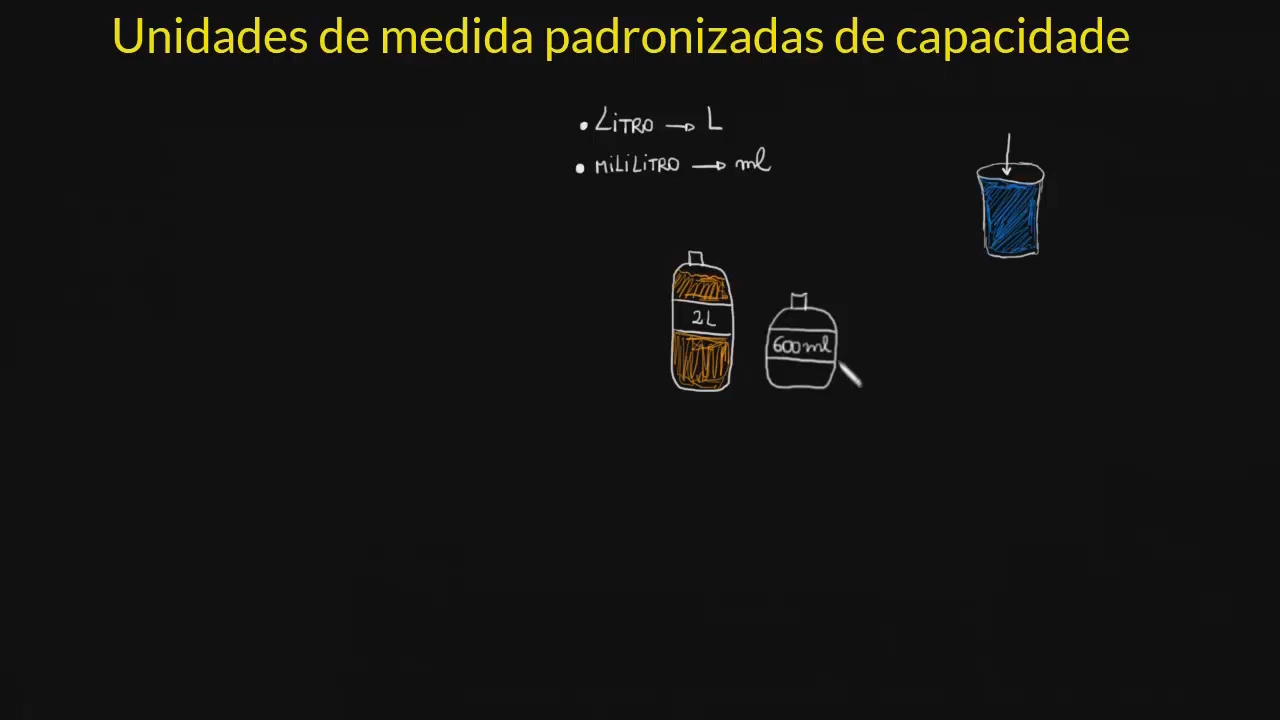 Unidades de medida padronizadas de capacidade
• LiTRO → L
• MiLiLiTRO → ml
2L
600ml